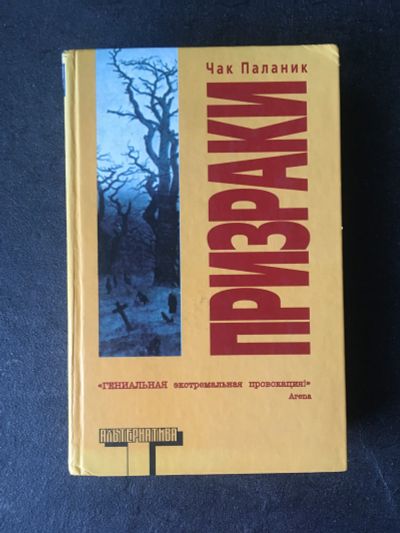 Чак Паланик
ПРИЗРАКИ
«ГЕНИАЛЬНАЯ экстремальная провокация!»
Arena
АЛЬТЕРНАТИВА